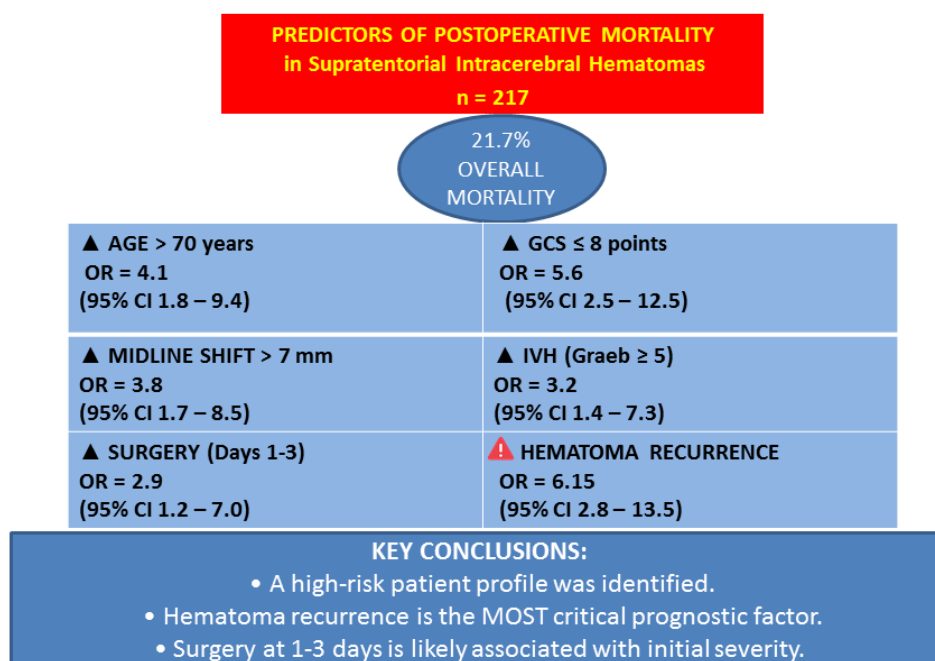 PREDICTORS OF POSTOPERATIVE MORTALITY
in Supratentorial Intracerebral Hematomas
n = 217
21.7%
OVERALL
MORTALITY
▲ AGE > 70 years
OR = 4.1
(95% CI 1.8 – 9.4)
▲ GCS ≤ 8 points
OR = 5.6
(95% CI 2.5 – 12.5)
▲ MIDLINE SHIFT > 7 mm
OR = 3.8
(95% CI 1.7 – 8.5)
▲ IVH (Graeb ≥ 5)
OR = 3.2
(95% CI 1.4 – 7.3)
▲ SURGERY (Days 1-3)
OR = 2.9
(95% CI 1.2 – 7.0)
⚠ HEMATOMA RECURRENCE
OR = 6.15
(95% CI 2.8 – 13.5)
KEY CONCLUSIONS:
• A high-risk patient profile was identified.
• Hematoma recurrence is the MOST critical prognostic factor.
• Surgery at 1-3 days is likely associated with initial severity.